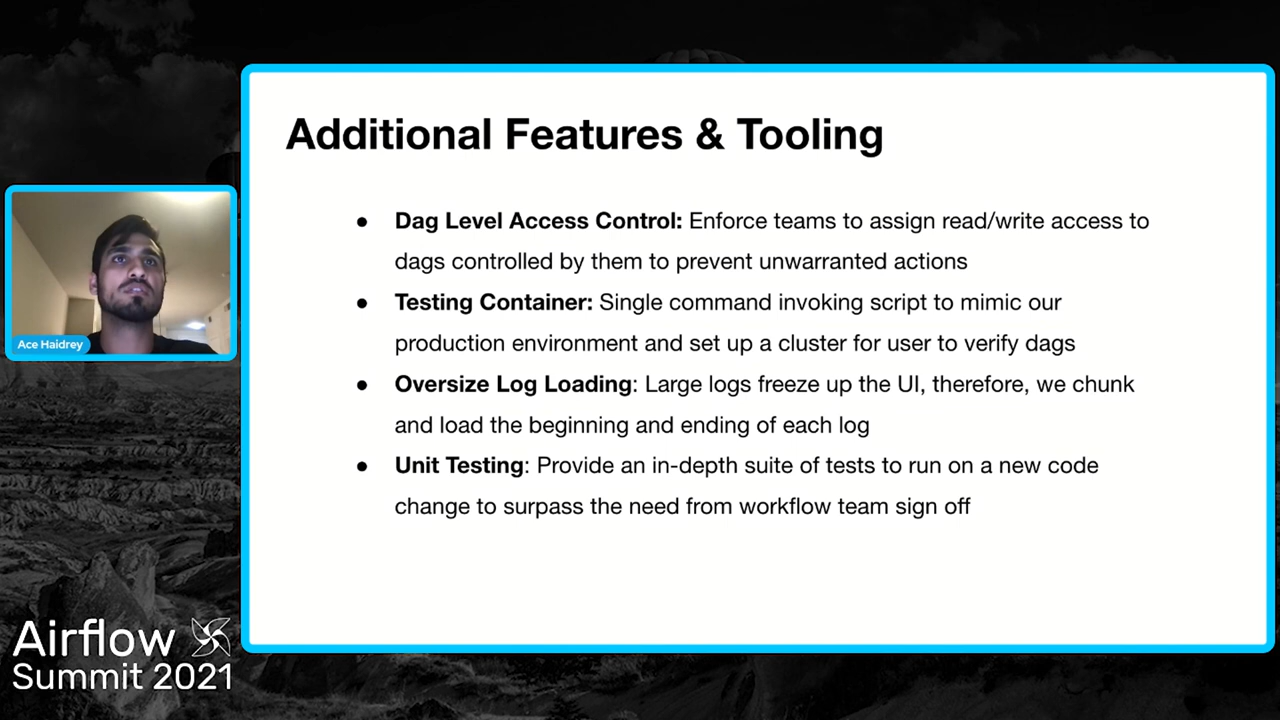 Additional Features & Tooling
● Dag Level Access Control: Enforce teams to assign read/write access to
dags controlled by them to prevent unwarranted actions
● Testing Container: Single command invoking script to mimic our
production environment and set up a cluster for user to verify dags
● Oversize Log Loading: Large logs freeze up the UI, therefore, we chunk
and load the beginning and ending of each log
● Unit Testing: Provide an in-depth suite of tests to run on a new code
change to surpass the need from workflow team sign off
Ace Haidrey
Airflow
Summit 2021